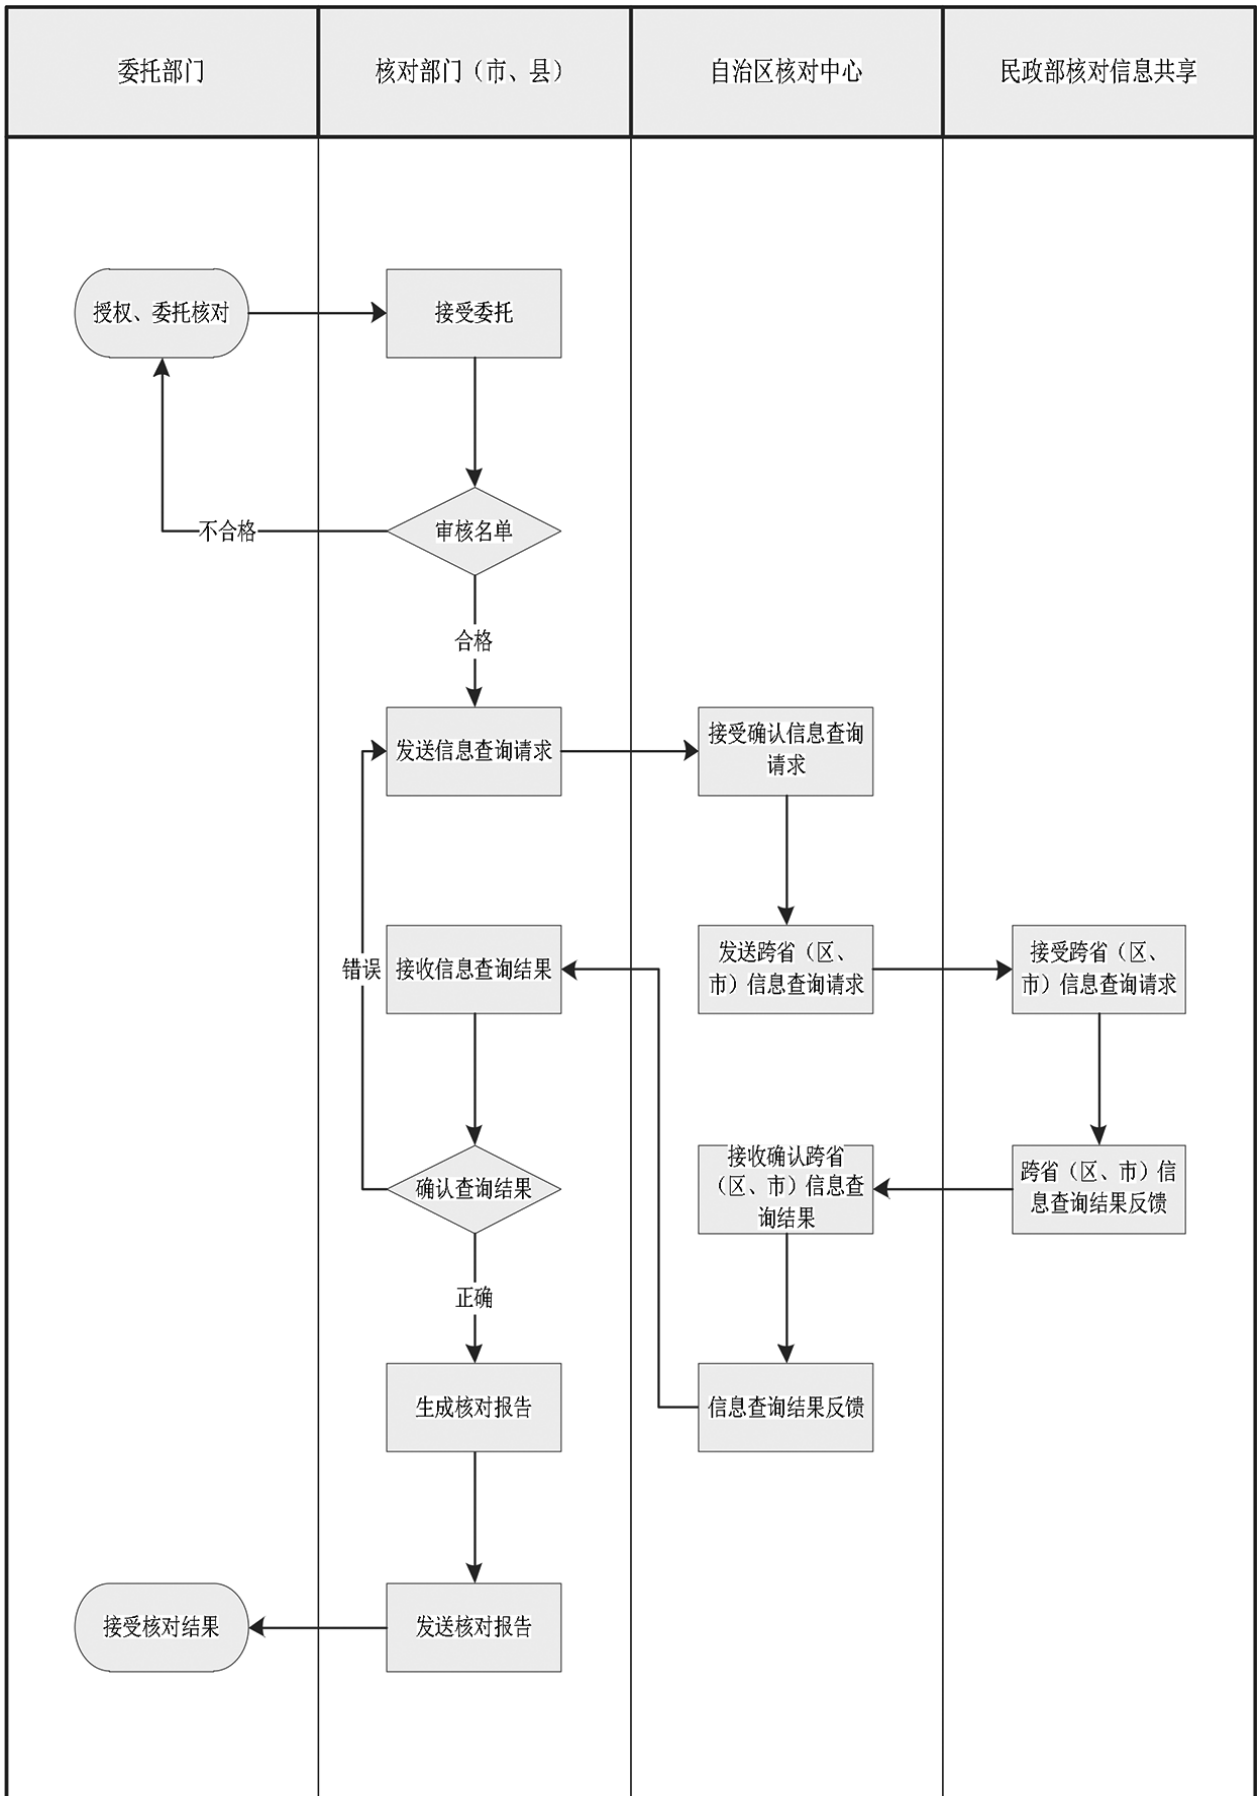 委托部门
核对部门（市、县）
自治区核对中心
民政部核对信息共享
授权、委托核对
接受委托
不合格
审核名单
合格
发送信息查询请求
接受确认信息查询
请求
错误
接收信息查询结果
发送跨省（区、
市）信息查询请求
接受跨省（区、
市）信息查询请求
确认查询结果
接收确认跨省
（区、市）信息查
询结果
跨省（区、市）信
息查询结果反馈
正确
生成核对报告
信息查询结果反馈
接受核对结果
发送核对报告